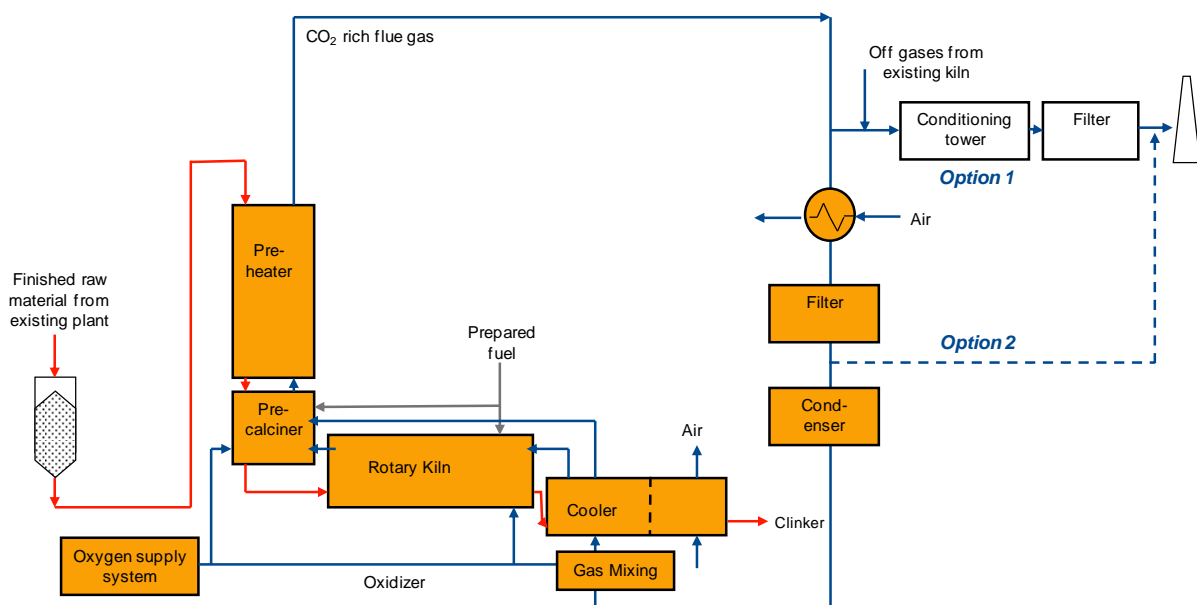 CO₂ rich flue gas
Off gases from
existing kiln
Conditioning
tower
Filter
Option 1
Air
Pre-
heater
Finished raw
material from
existing plant
Filter
Prepared
fuel
Option 2
Pre-
calciner
Cond-
enser
Air
Rotary Kiln
Cooler
Clinker
Oxygen supply
system
Oxidizer
Gas Mixing